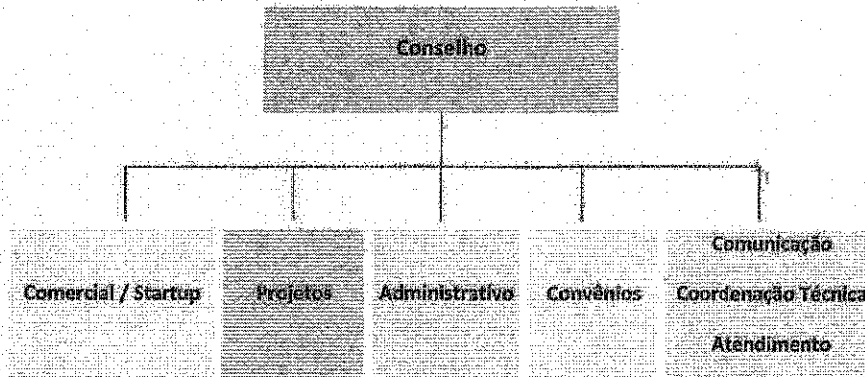 Conselho
Comercial / Startup
Projetos
Administrativo
Convênios
Comunicação
Coordenação Técnica
Atendimento